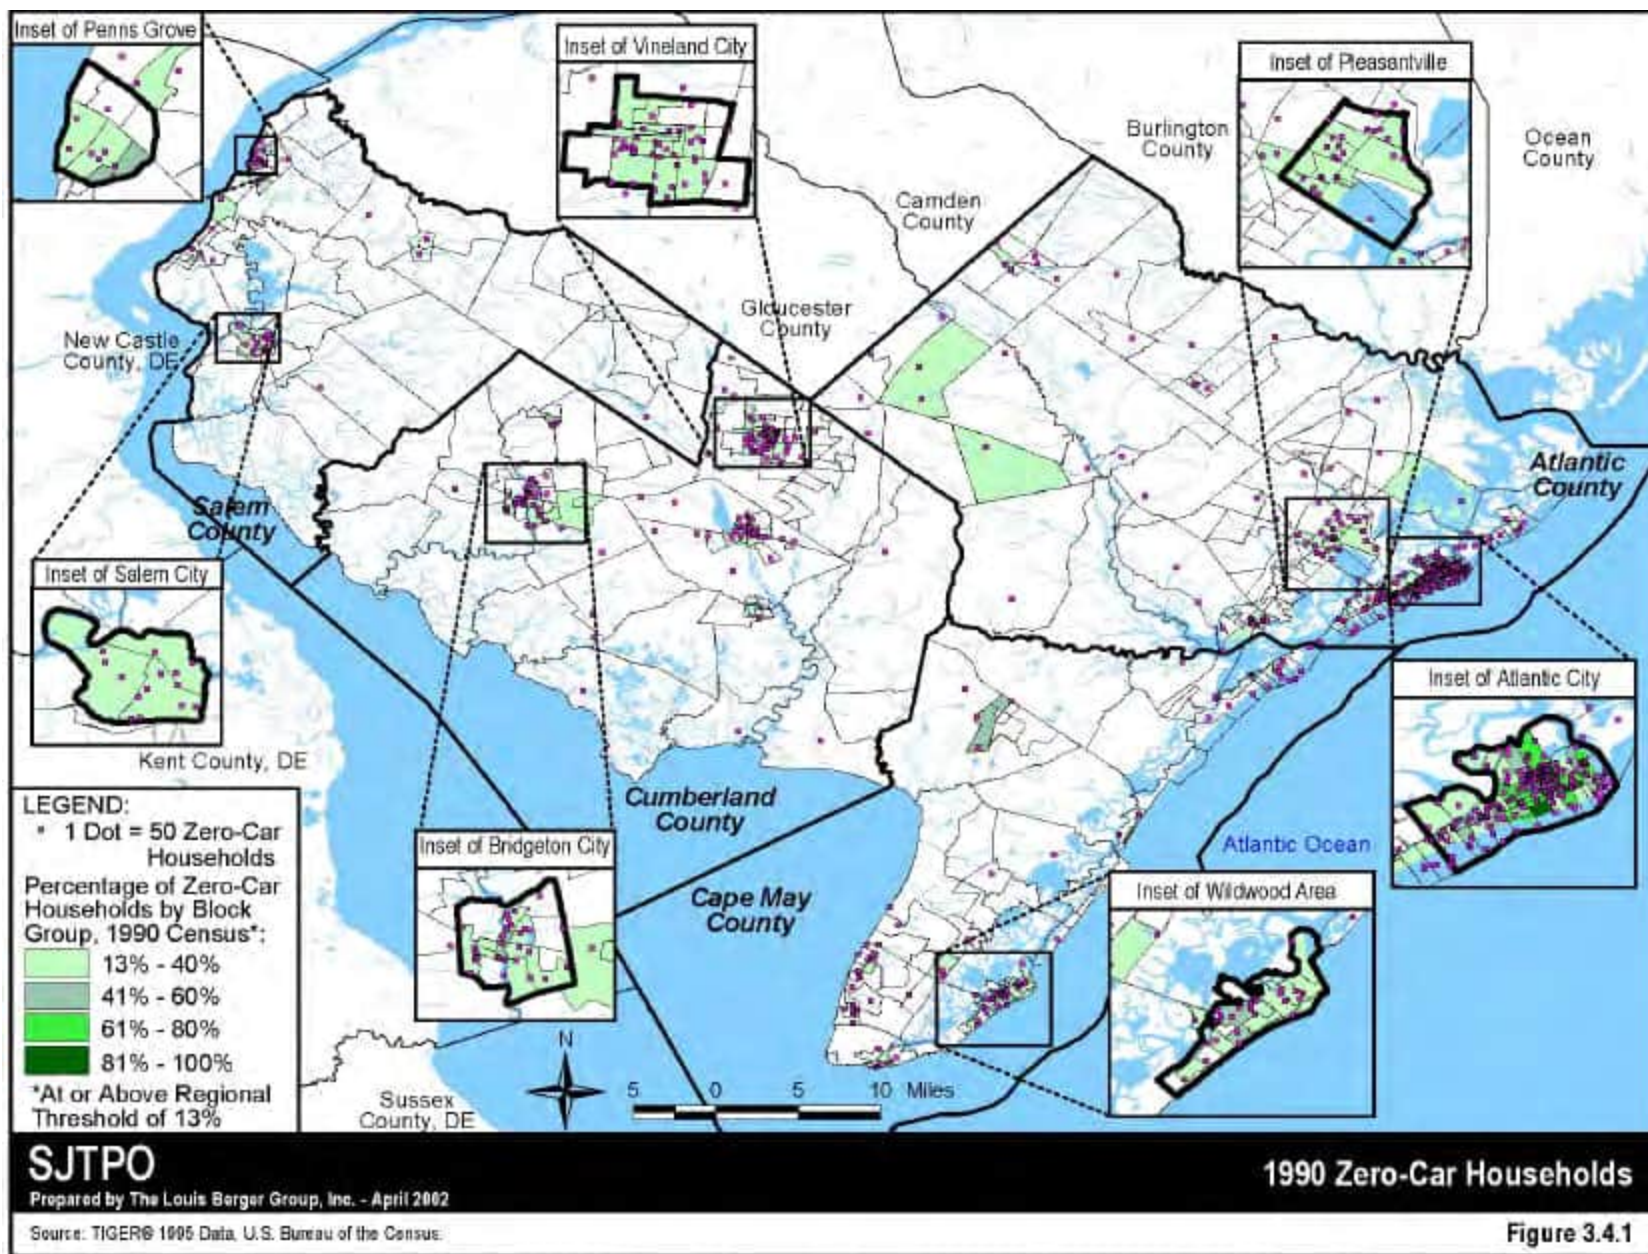 Inset of Penns Grove
Inset of Vineland City
Inset of Pleasantville
Burlington
County
Ocean
County
Camden
County
Gloucester
County
New Castle
County, DE
Atlantic
County
Salem
County
Inset of Salem City
Kent County, DE
Inset of Atlantic City
Cumberland
County
Inset of Bridgeton City
Cape May
County
Atlantic Ocean
Inset of Wildwood Area
LEGEND:
1 Dot = 50 Zero-Car
Households
Percentage of Zero-Car
Households by Block
Group, 1990 Census*:
13% - 40%
41% - 60%
61% - 80%
81% - 100%
*At or Above Regional
Threshold of 13%
N
5 0 5 10 Miles
Sussex
County, DE
SJTPO
1990 Zero-Car Households
Prepared by The Louis Berger Group, Inc. - April 2002
Source: TIGER® 1995 Data, U.S. Bureau of the Census.
Figure 3.4.1